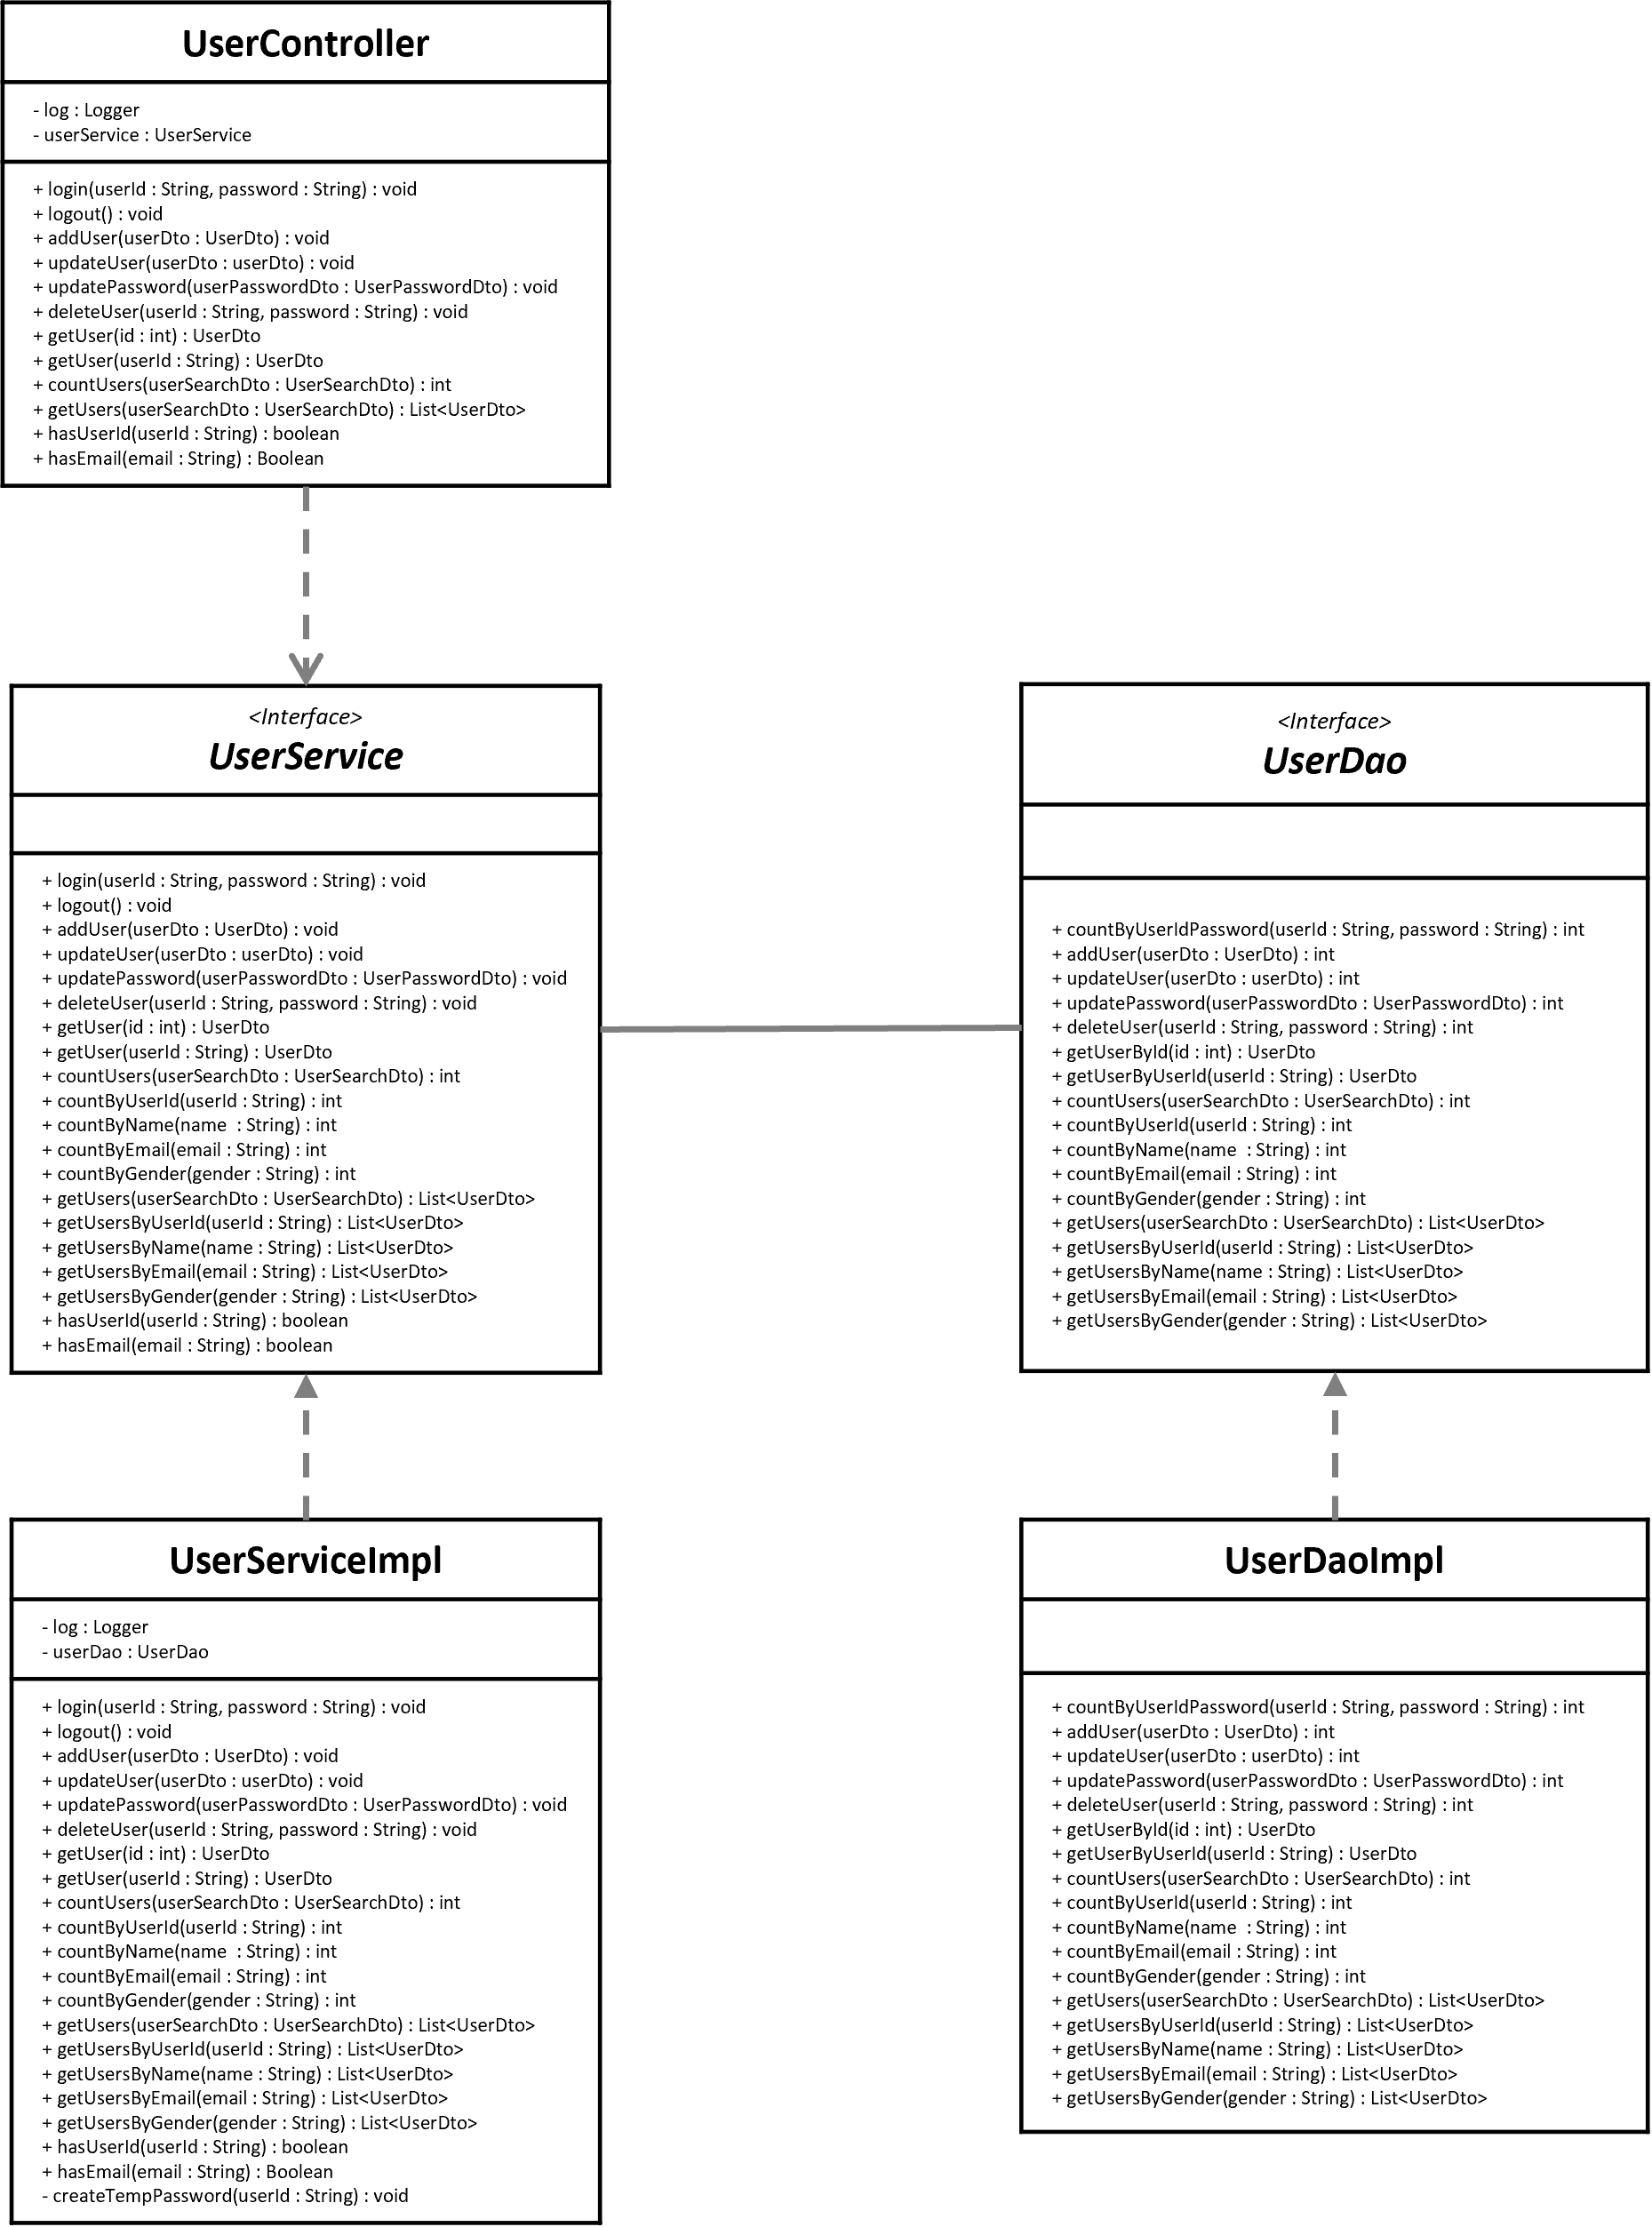 UserController
- log : Logger
- userService : UserService
+ login(userId : String, password : String) : void
+ logout() : void
+ addUser(userDto : UserDto) : void
+ updateUser(userDto : userDto) : void
+ updatePassword(userPasswordDto : UserPasswordDto) : void
+ deleteUser(userId : String, password : String) : void
+ getUser(id : int) : UserDto
+ getUser(userId : String) : UserDto
+ countUsers(userSearchDto : UserSearchDto) : int
+ getUsers(userSearchDto : UserSearchDto) : List<UserDto>
+ hasUserId(userId : String) : boolean
+ hasEmail(email : String) : Boolean
<Interface>
UserService
+ login(userId : String, password : String) : void
+ logout() : void
+ addUser(userDto : UserDto) : void
+ updateUser(userDto : userDto) : void
+ updatePassword(userPasswordDto : UserPasswordDto) : void
+ deleteUser(userId : String, password : String) : void
+ getUser(id : int) : UserDto
+ getUser(userId : String) : UserDto
+ countUsers(userSearchDto : UserSearchDto) : int
+ countByUserId(userId : String) : int
+ countByName(name  : String) : int
+ countByEmail(email : String) : int
+ countByGender(gender : String) : int
+ getUsers(userSearchDto : UserSearchDto) : List<UserDto>
+ getUsersByUserId(userId : String) : List<UserDto>
+ getUsersByName(name : String) : List<UserDto>
+ getUsersByEmail(email : String) : List<UserDto>
+ getUsersByGender(gender : String) : List<UserDto>
+ hasUserId(userId : String) : boolean
+ hasEmail(email : String) : boolean
<Interface>
UserDao
+ countByUserIdPassword(userId : String, password : String) : int
+ addUser(userDto : UserDto) : int
+ updateUser(userDto : userDto) : int
+ updatePassword(userPasswordDto : UserPasswordDto) : int
+ deleteUser(userId : String, password : String) : int
+ getUserById(id : int) : UserDto
+ getUserByUserId(userId : String) : UserDto
+ countUsers(userSearchDto : UserSearchDto) : int
+ countByUserId(userId : String) : int
+ countByName(name  : String) : int
+ countByEmail(email : String) : int
+ countByGender(gender : String) : int
+ getUsers(userSearchDto : UserSearchDto) : List<UserDto>
+ getUsersByUserId(userId : String) : List<UserDto>
+ getUsersByName(name : String) : List<UserDto>
+ getUsersByEmail(email : String) : List<UserDto>
+ getUsersByGender(gender : String) : List<UserDto>
UserServiceImpl
- log : Logger
- userDao : UserDao
+ login(userId : String, password : String) : void
+ logout() : void
+ addUser(userDto : UserDto) : void
+ updateUser(userDto : userDto) : void
+ updatePassword(userPasswordDto : UserPasswordDto) : void
+ deleteUser(userId : String, password : String) : void
+ getUser(id : int) : UserDto
+ getUser(userId : String) : UserDto
+ countUsers(userSearchDto : UserSearchDto) : int
+ countByUserId(userId : String) : int
+ countByName(name  : String) : int
+ countByEmail(email : String) : int
+ countByGender(gender : String) : int
+ getUsers(userSearchDto : UserSearchDto) : List<UserDto>
+ getUsersByUserId(userId : String) : List<UserDto>
+ getUsersByName(name : String) : List<UserDto>
+ getUsersByEmail(email : String) : List<UserDto>
+ getUsersByGender(gender : String) : List<UserDto>
+ hasUserId(userId : String) : boolean
+ hasEmail(email : String) : Boolean
- createTempPassword(userId : String) : void
UserDaoImpl
+ countByUserIdPassword(userId : String, password : String) : int
+ addUser(userDto : UserDto) : int
+ updateUser(userDto : userDto) : int
+ updatePassword(userPasswordDto : UserPasswordDto) : int
+ deleteUser(userId : String, password : String) : int
+ getUserById(id : int) : UserDto
+ getUserByUserId(userId : String) : UserDto
+ countUsers(userSearchDto : UserSearchDto) : int
+ countByUserId(userId : String) : int
+ countByName(name  : String) : int
+ countByEmail(email : String) : int
+ countByGender(gender : String) : int
+ getUsers(userSearchDto : UserSearchDto) : List<UserDto>
+ getUsersByUserId(userId : String) : List<UserDto>
+ getUsersByName(name : String) : List<UserDto>
+ getUsersByEmail(email : String) : List<UserDto>
+ getUsersByGender(gender : String) : List<UserDto>